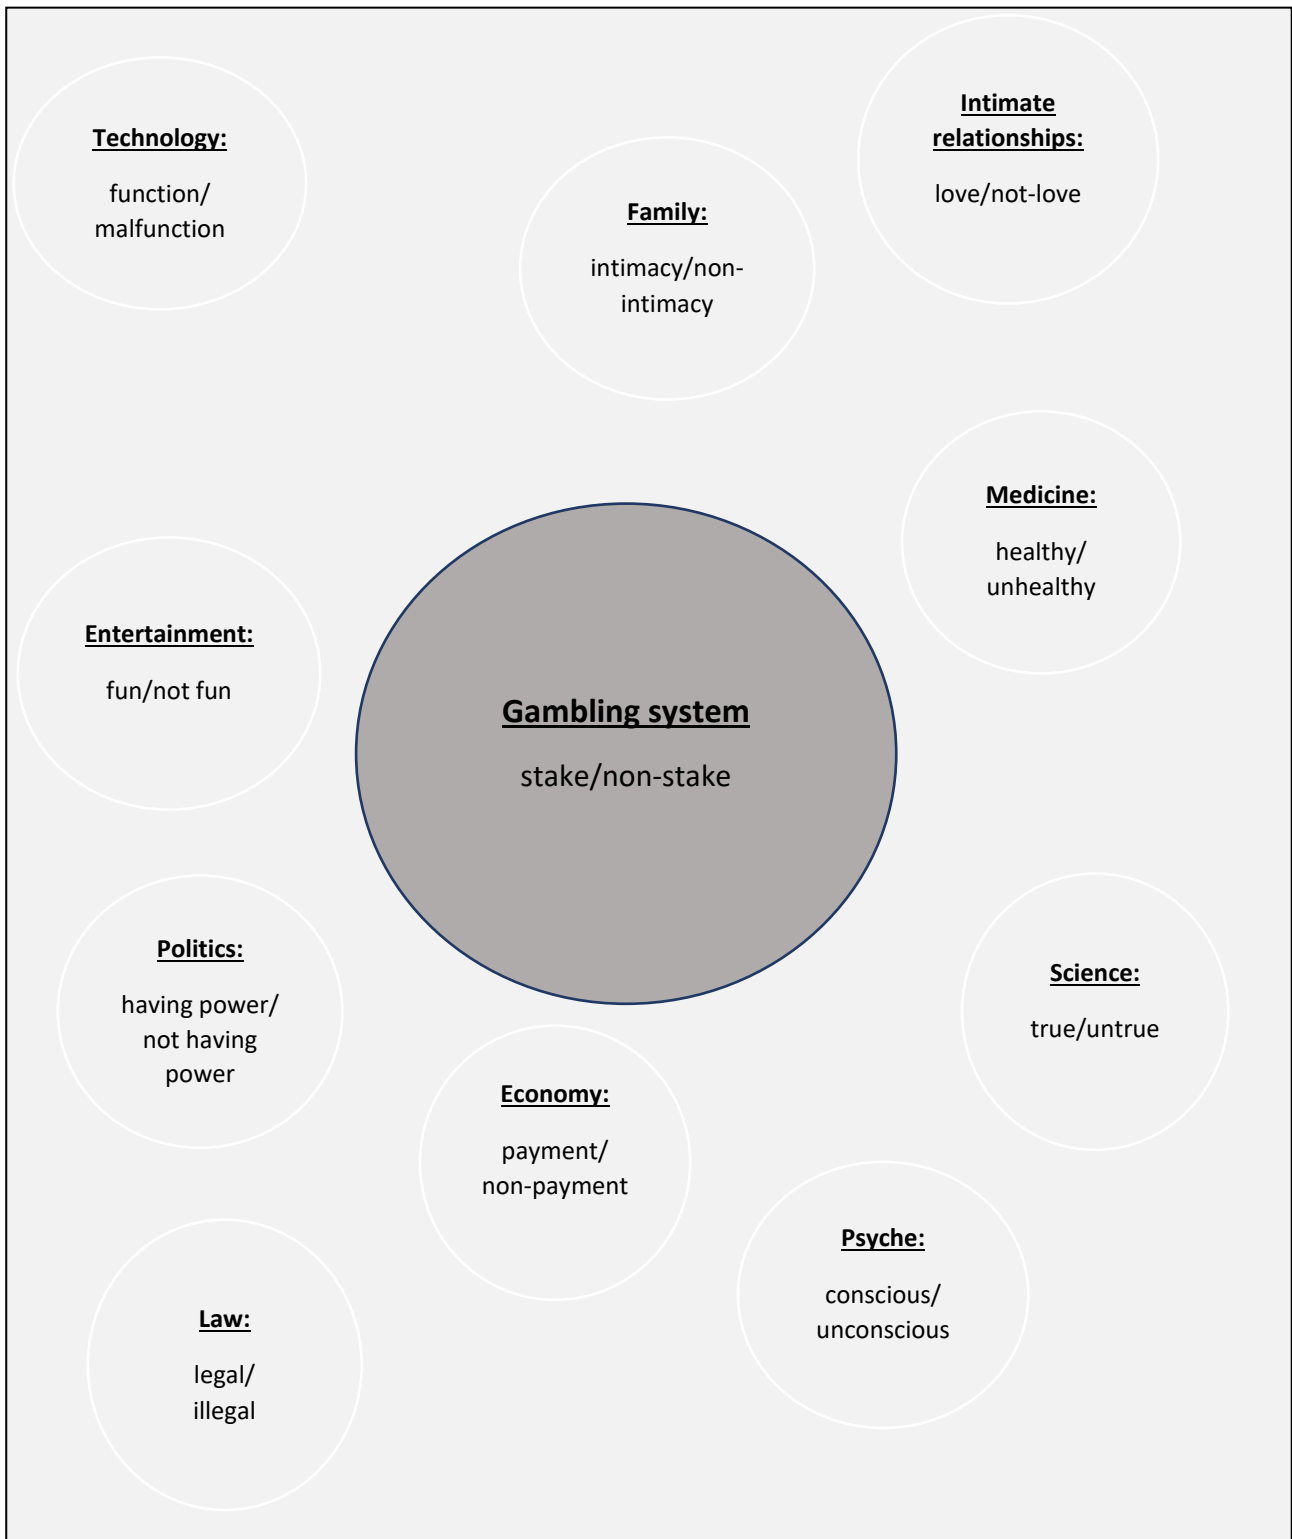 Technology:
function/
malfunction
Intimate
relationships:
love/not-love
Family:
intimacy/non-
intimacy
Medicine:
healthy/
unhealthy
Entertainment:
fun/not fun
Gambling system
stake/non-stake
Politics:
having power/
not having
power
Science:
true/untrue
Economy:
payment/
non-payment
Psyche:
conscious/
unconscious
Law:
legal/
illegal